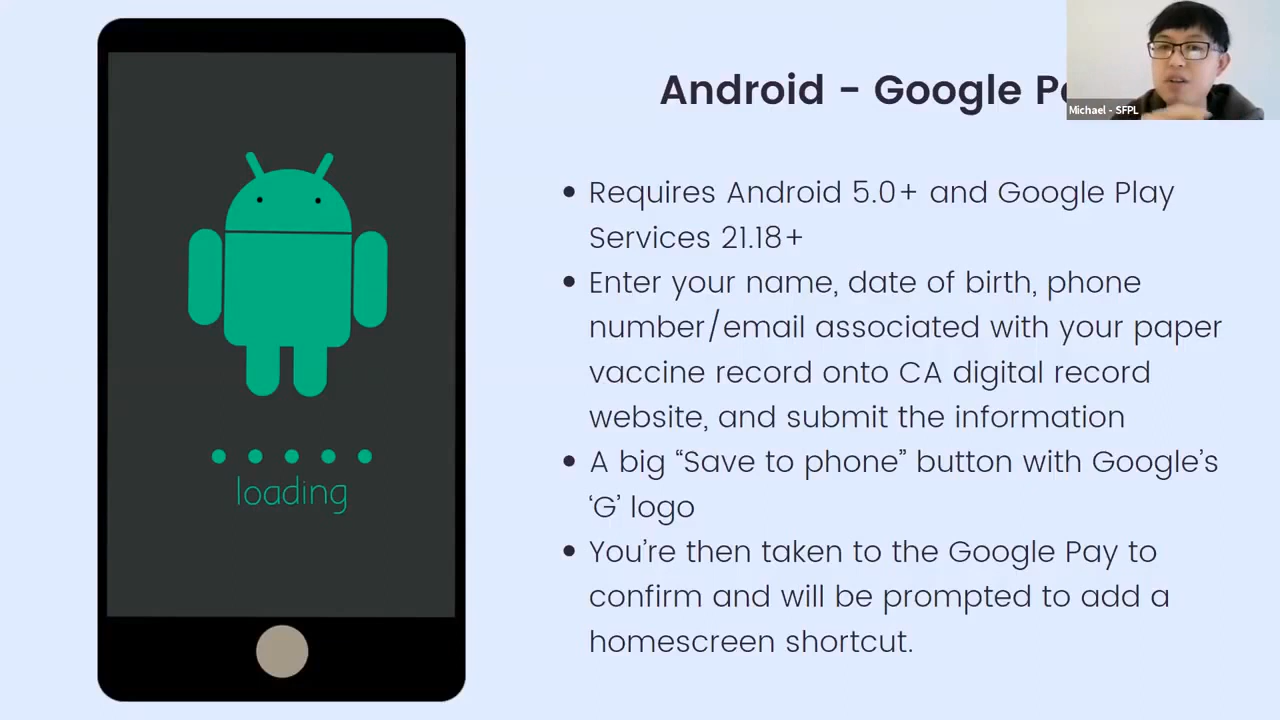 Android - Google
Michael - SFPL
• Requires Android 5.0+ and Google Play
Services 21.18+
• Enter your name, date of birth, phone
number/email associated with your paper
vaccine record onto CA digital record
website, and submit the information
• A big “Save to phone” button with Google’s
‘G’ logo
• You’re then taken to the Google Pay to
confirm and will be prompted to add a
homescreen shortcut.
loading